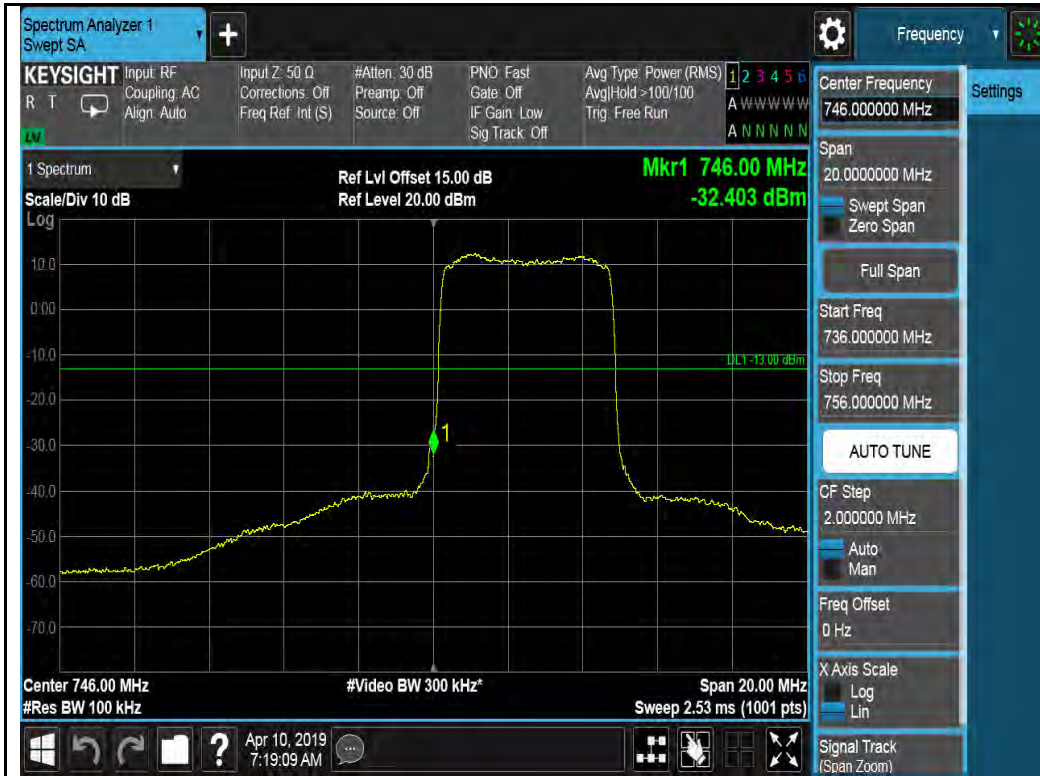 Spectrum Analyzer 1
Swept SA
+
Frequency
KEYSIGHT
R T
LV
Input: RF
Coupling: AC
Align: Auto
Input Z: 50 Ω
Corrections: Off
Freq Ref: Int (S)
#Atten: 30 dB
Preamp: Off
Source: Off
PNO: Fast
Gate: Off
IF Gain: Low
Sig Track: Off
Avg Type: Power (RMS)
Avg|Hold >100/100
Trig: Free Run
1 2 3 4 5 6
A W W W W W
A N N N N N
1 Spectrum
Scale/Div 10 dB
Log
Ref Lvl Offset 15.00 dB
Ref Level 20.00 dBm
Mkr1 746.00 MHz
-32.403 dBm
10.0
0.00
-10.0
DL1 -13.00 dBm
-20.0
1
-30.0
-40.0
-50.0
-60.0
-70.0
Center 746.00 MHz
#Res BW 100 kHz
#Video BW 300 kHz*
Span 20.00 MHz
Sweep 2.53 ms (1001 pts)
?
Apr 10, 2019
7:19:09 AM
Center Frequency
746.000000 MHz
Settings
Span
20.0000000 MHz
Swept Span
Zero Span
Full Span
Start Freq
736.000000 MHz
Stop Freq
756.000000 MHz
AUTO TUNE
CF Step
2.000000 MHz
Auto
Man
Freq Offset
0 Hz
X Axis Scale
Log
Lin
Signal Track
(Span Zoom)